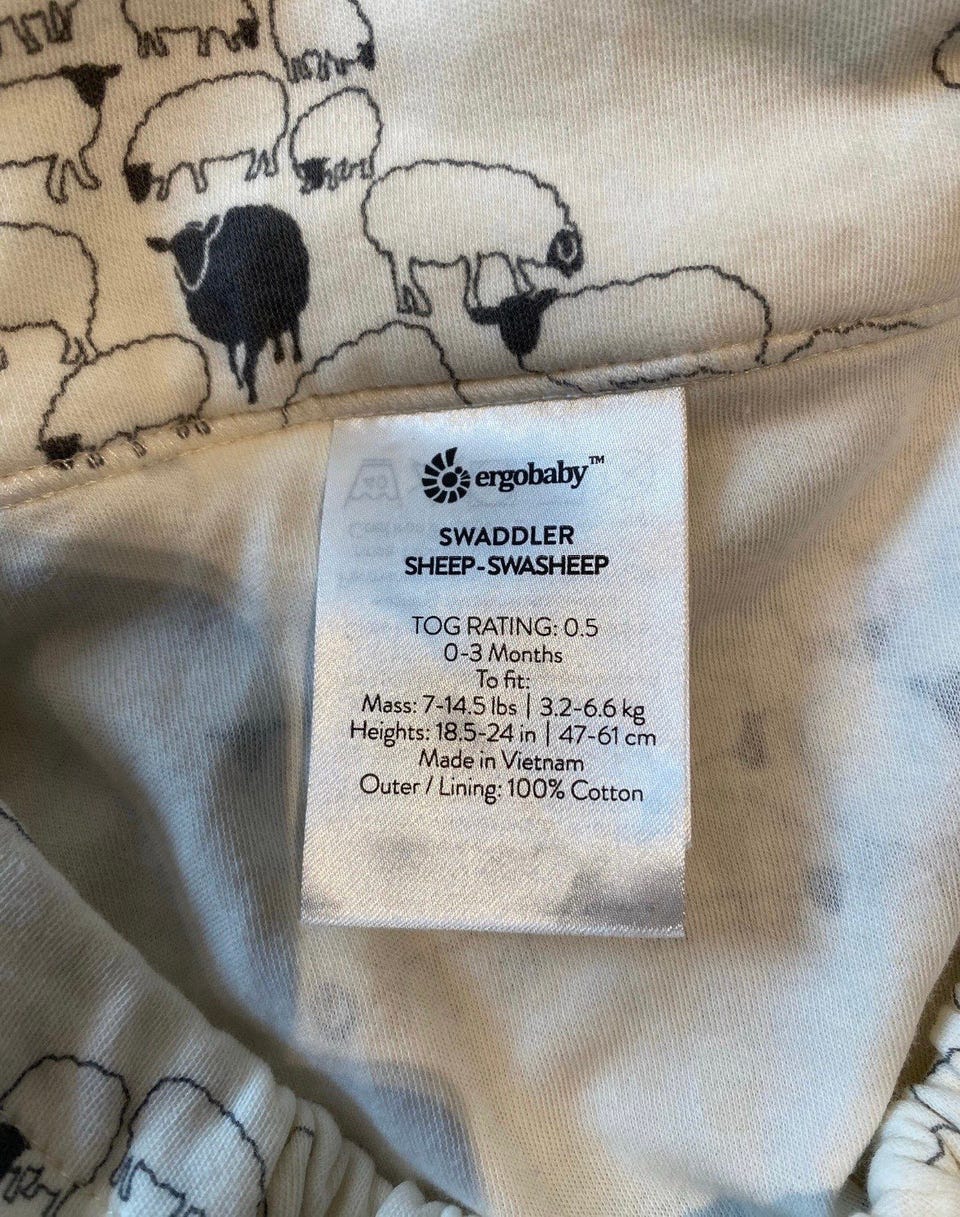 ergobaby™
SWADDLER
SHEEP-SWASHEEP
TOG RATING: 0.5
0-3 Months
To fit:
Mass: 7-14.5 lbs | 3.2-6.6 kg
Heights: 18.5-24 in | 47-61 cm
Made in Vietnam
Outer / Lining: 100% Cotton